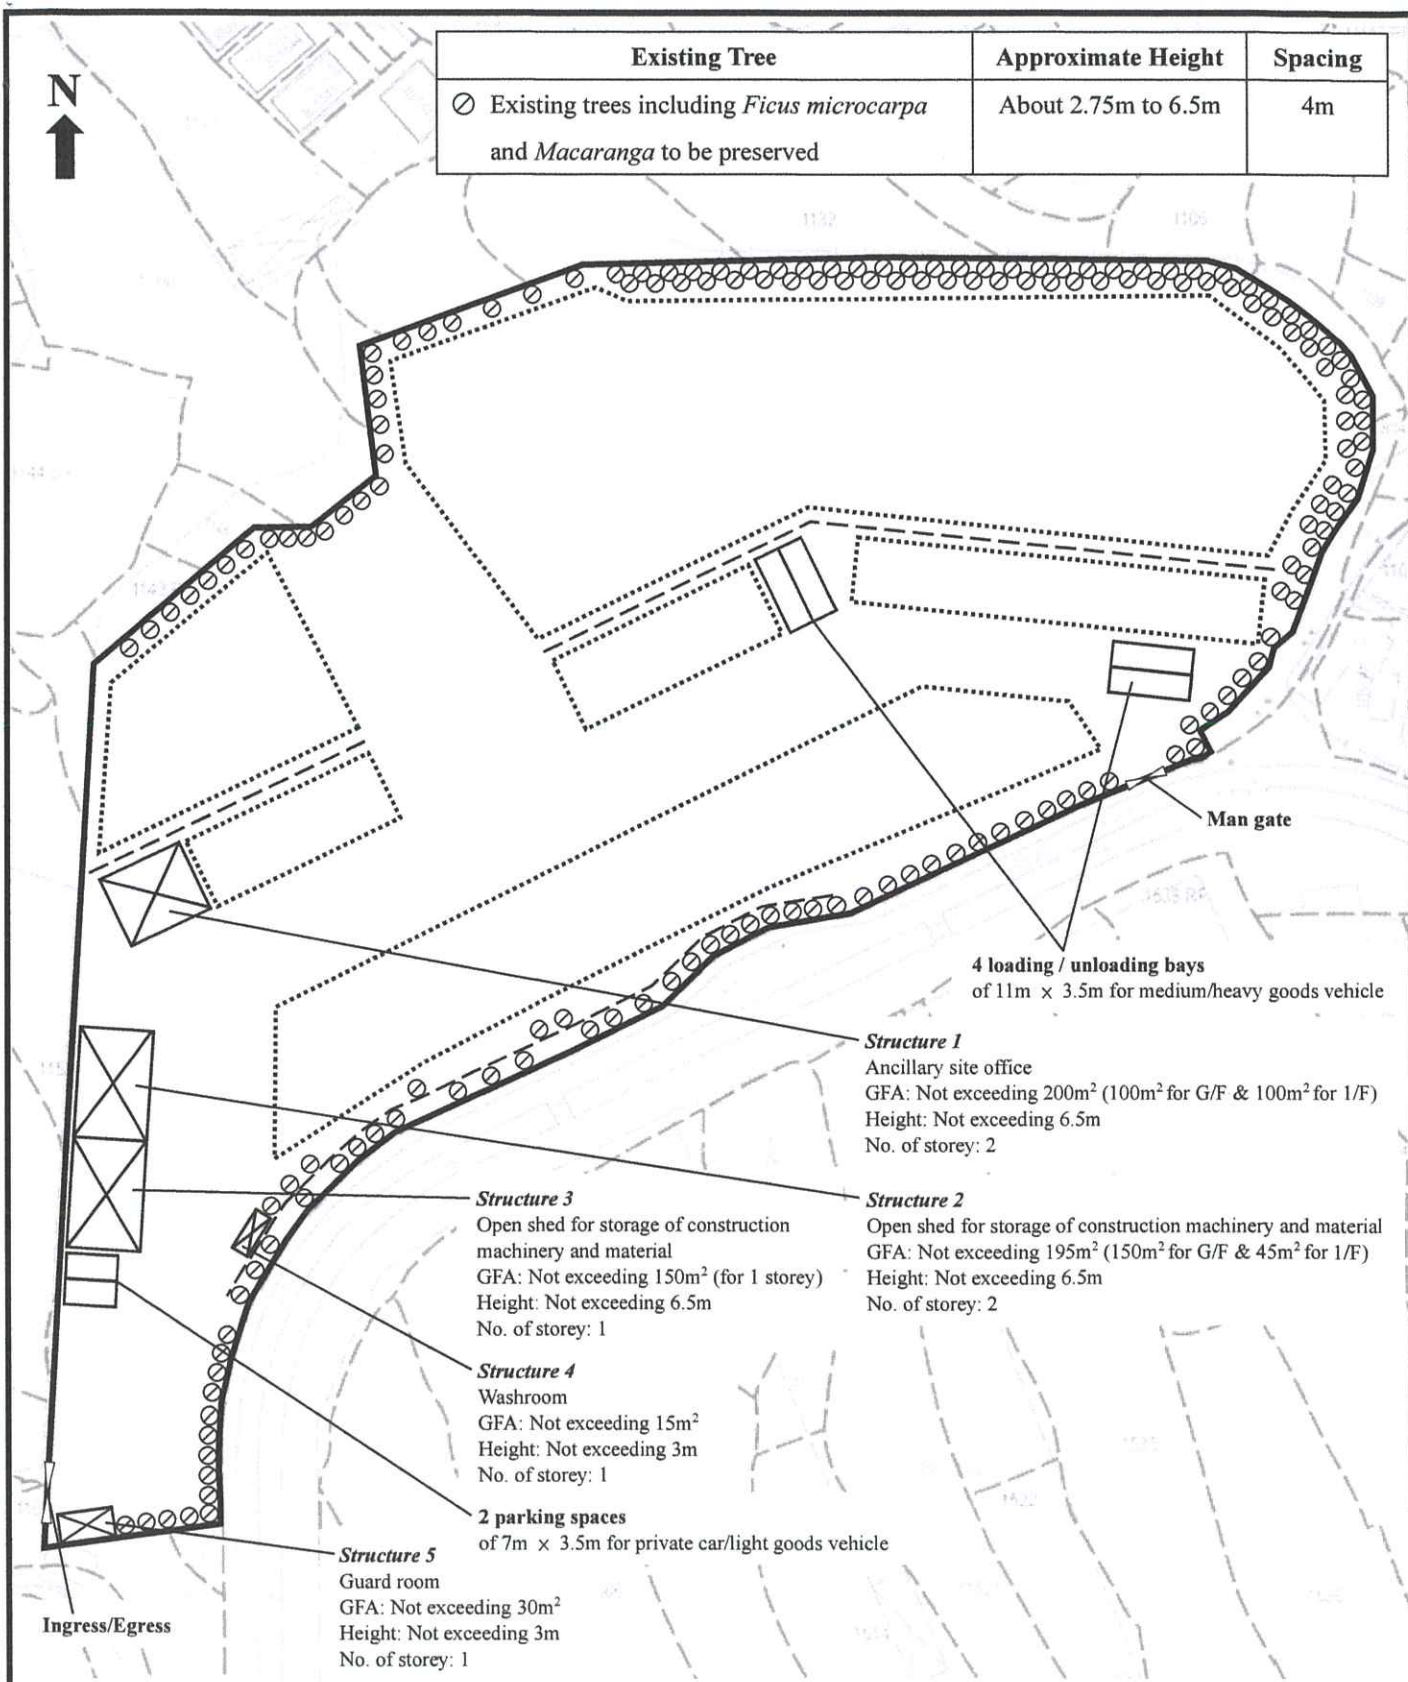 N
Existing Tree
Approximate Height
Spacing
Existing trees including Ficus microcarpa
and Macaranga to be preserved
About 2.75m to 6.5m
4m
1132
Man gate
4 loading / unloading bays
of 11m × 3.5m for medium/heavy goods vehicle
Structure 1
Ancillary site office
GFA: Not exceeding 200m² (100m² for G/F & 100m² for 1/F)
Height: Not exceeding 6.5m
No. of storey: 2
Structure 2
Open shed for storage of construction machinery and material
GFA: Not exceeding 195m² (150m² for G/F & 45m² for 1/F)
Height: Not exceeding 6.5m
No. of storey: 2
Structure 3
Open shed for storage of construction
machinery and material
GFA: Not exceeding 150m² (for 1 storey)
Height: Not exceeding 6.5m
No. of storey: 1
Structure 4
Washroom
GFA: Not exceeding 15m²
Height: Not exceeding 3m
No. of storey: 1
2 parking spaces
of 7m × 3.5m for private car/light goods vehicle
Structure 5
Guard room
GFA: Not exceeding 30m²
Height: Not exceeding 3m
No. of storey: 1
Ingress/Egress